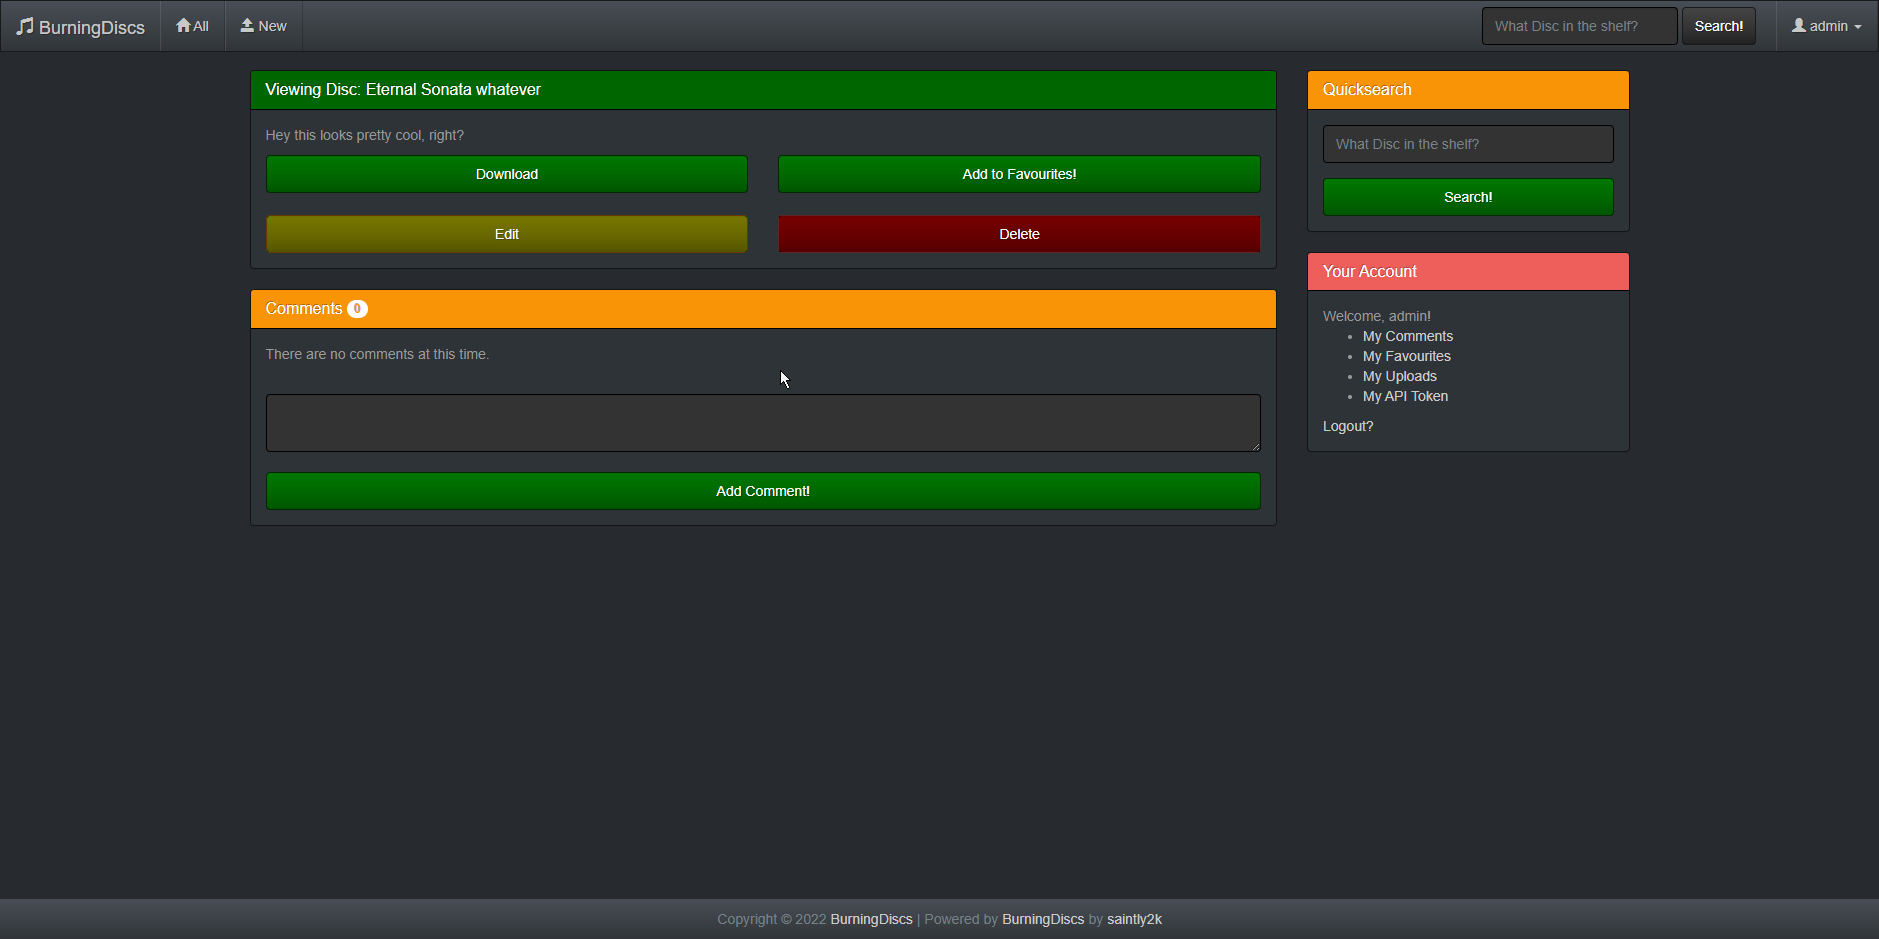 BurningDiscs All New What Disc in the shelf? Search! admin
Viewing Disc: Eternal Sonata whatever
Hey this looks pretty cool, right?
Download Add to Favourites!
Edit Delete
Comments 0
There are no comments at this time.
Add Comment!
Quicksearch
What Disc in the shelf?
Search!
Your Account
Welcome, admin!
My Comments
My Favourites
My Uploads
My API Token
Logout?
Copyright © 2022 BurningDiscs | Powered by BurningDiscs by saintly2k